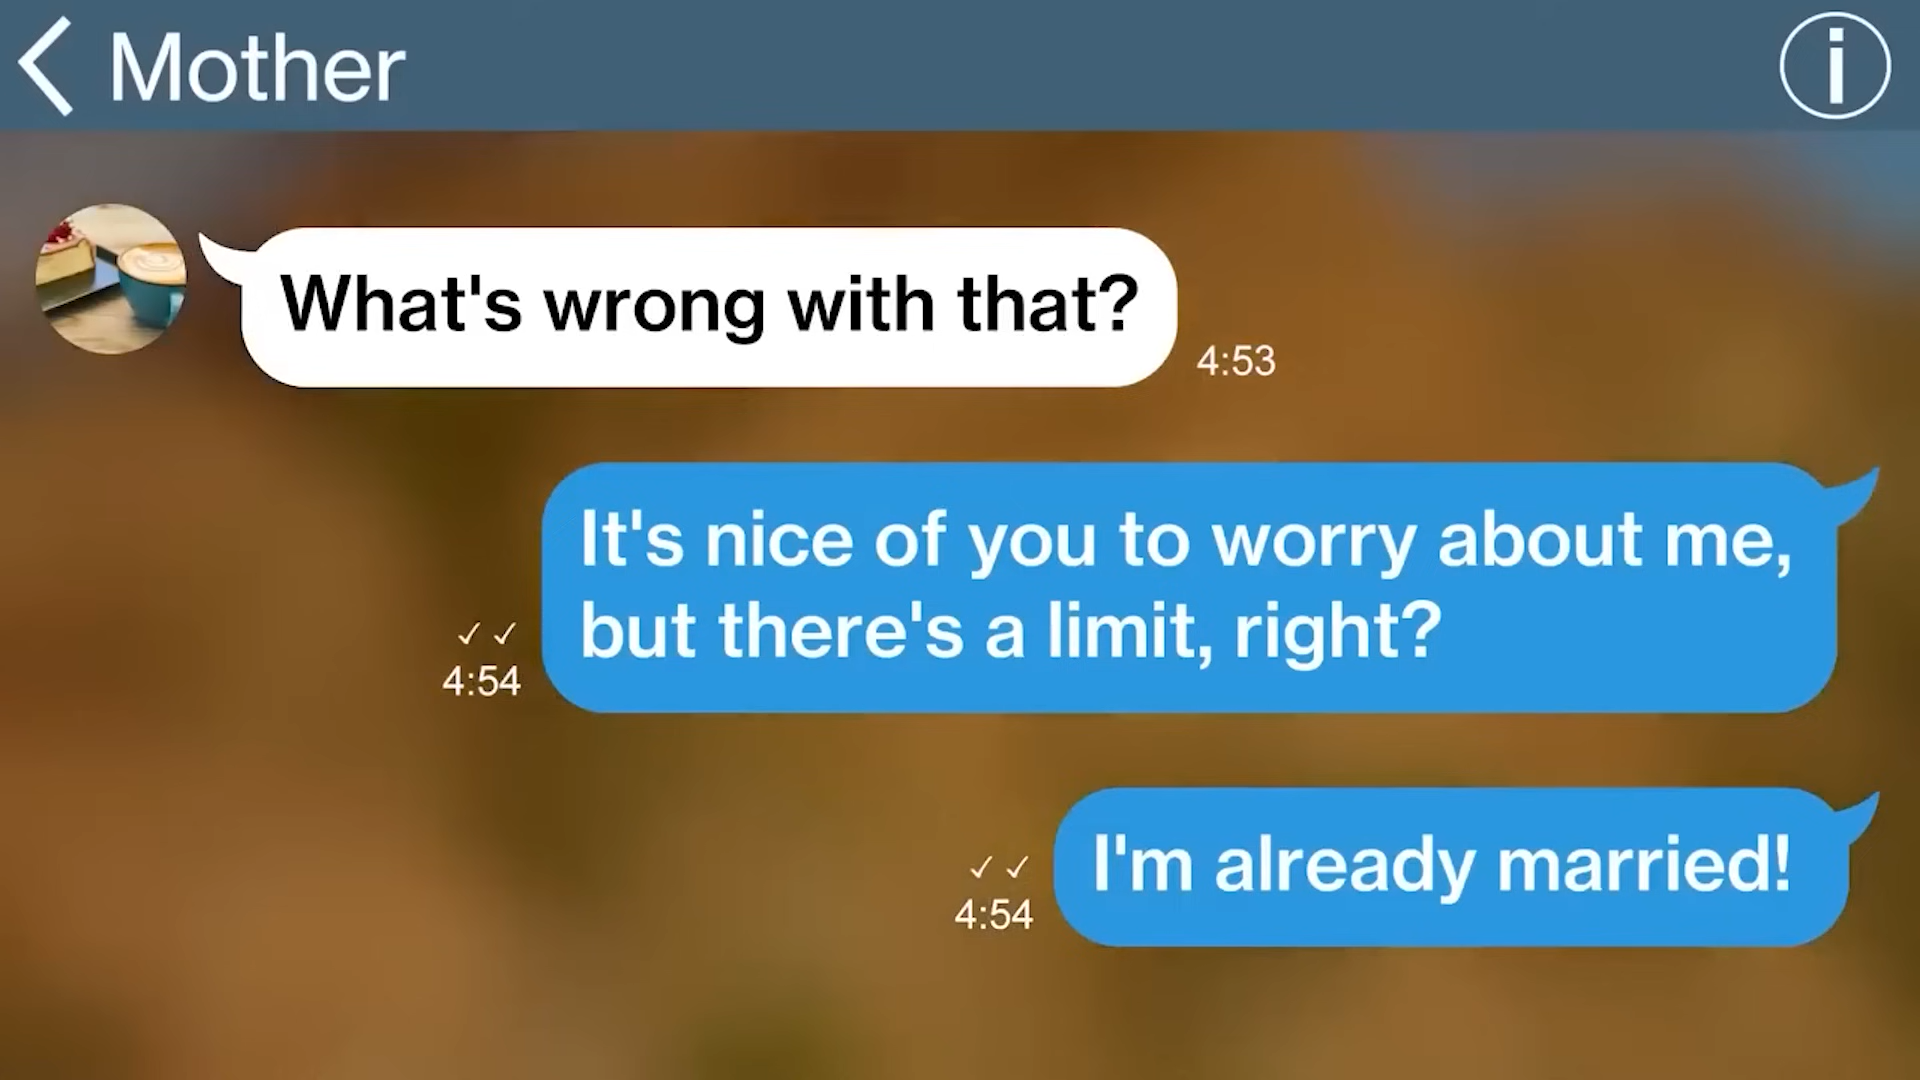 Mother
What's wrong with that?
4:53
It's nice of you to worry about me,
but there's a limit, right?
4:54
I'm already married!
4:54